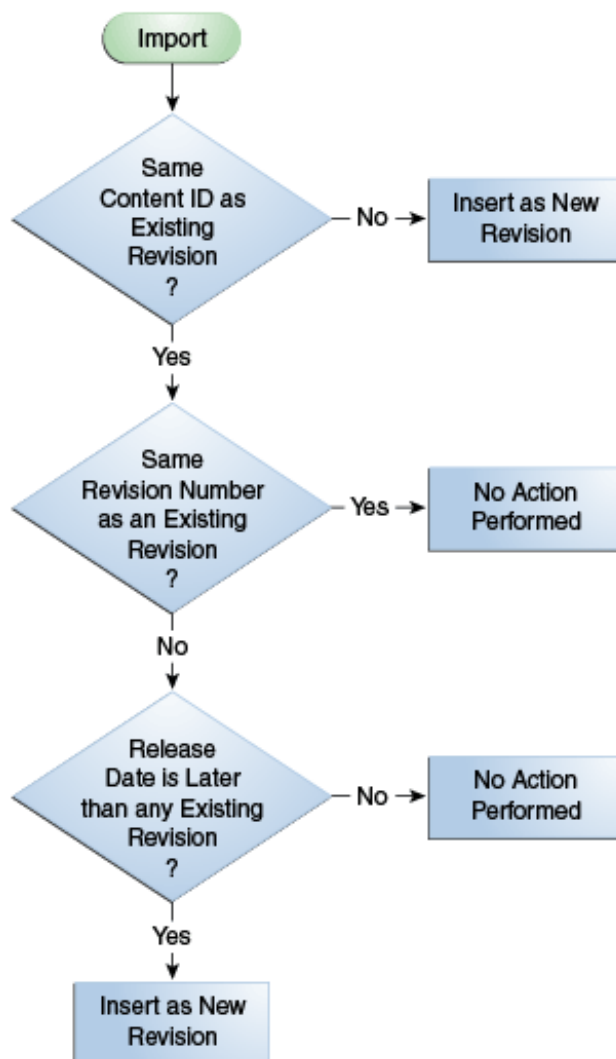 Import
Same
Content ID as
Existing
Revision
?
No
Insert as New
Revision
Yes
Same
Revision Number
as an Existing
Revision
?
Yes
No Action
Performed
No
Release
Date is Later
than any Existing
Revision
?
No
No Action
Performed
Yes
Insert as New
Revision